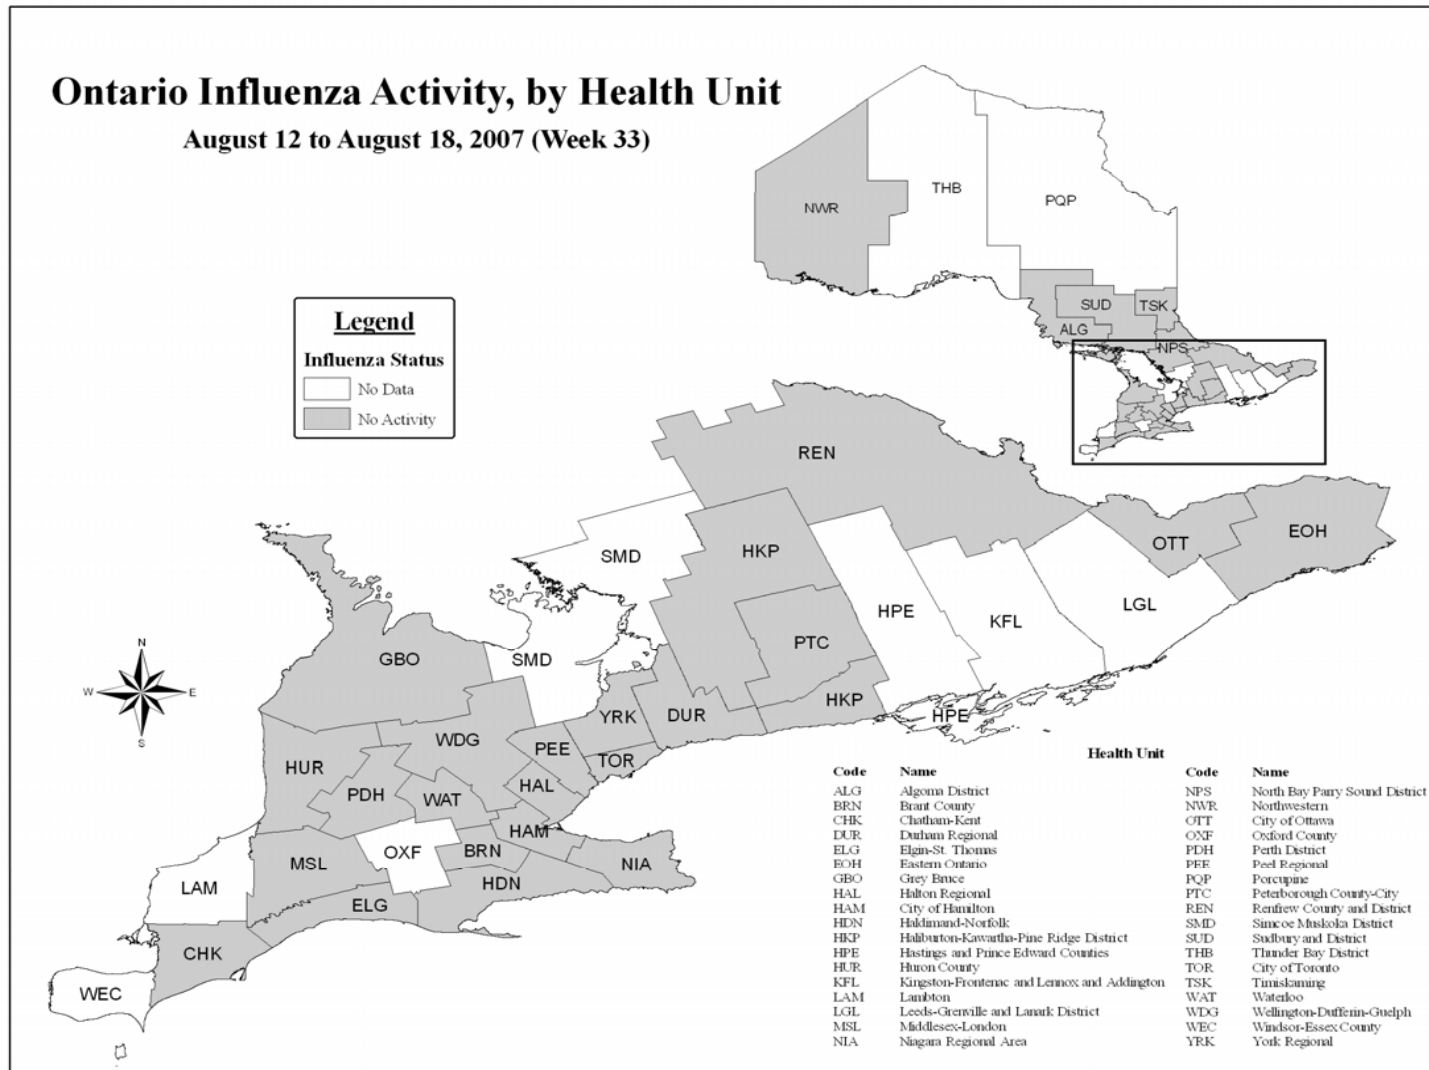 Ontario Influenza Activity, by Health Unit
August 12 to August 18, 2007 (Week 33)
Legend
Influenza Status
No Data
No Activity
NWR
THB
PQP
SUD
TSK
ALG
NPS
REN
SMD
HKP
OTT
EOH
HPE
KFL
LGL
PTC
GBO
SMD
HKP
HPE
YRK
DUR
WDG
PEE
TOR
HUR
PDH
WAT
HAL
HAM
MSL
OXF
BRN
NIA
LAM
HDN
ELG
CHK
WEC
N
W
E
S
Health Unit
Code Name Code Name
ALG Algoma District NPS North Bay Parry Sound District
BRN Brant County NWR Northwestern
CHK Chatham-Kent OTT City of Ottawa
DUR Durham Regional OXF Oxford County
ELG Elgin-St. Thomas PDH Perth District
EOH Eastern Ontario PEE Peel Regional
GBO Grey Bruce PQP Porcupine
HAL Halton Regional PTC Peterborough County-City
HAM City of Hamilton REN Renfrew County and District
HDN Haldimand-Norfolk SMD Simcoe Muskoka District
HKP Haliburton-Kawartha-Pine Ridge District SUD Sudbury and District
HPE Hastings and Prince Edward Counties THB Thunder Bay District
HUR Huron County TOR City of Toronto
KFL Kingston-Frontenac and Lennox and Addington TSK Timiskaming
LAM Lambton WAT Waterloo
LGL Leeds-Grenville and Lanark District WDG Wellington-Dufferin-Guelph
MSL Middlesex-London WEC Windsor-Essex County
NIA Niagara Regional Area YRK York Regional